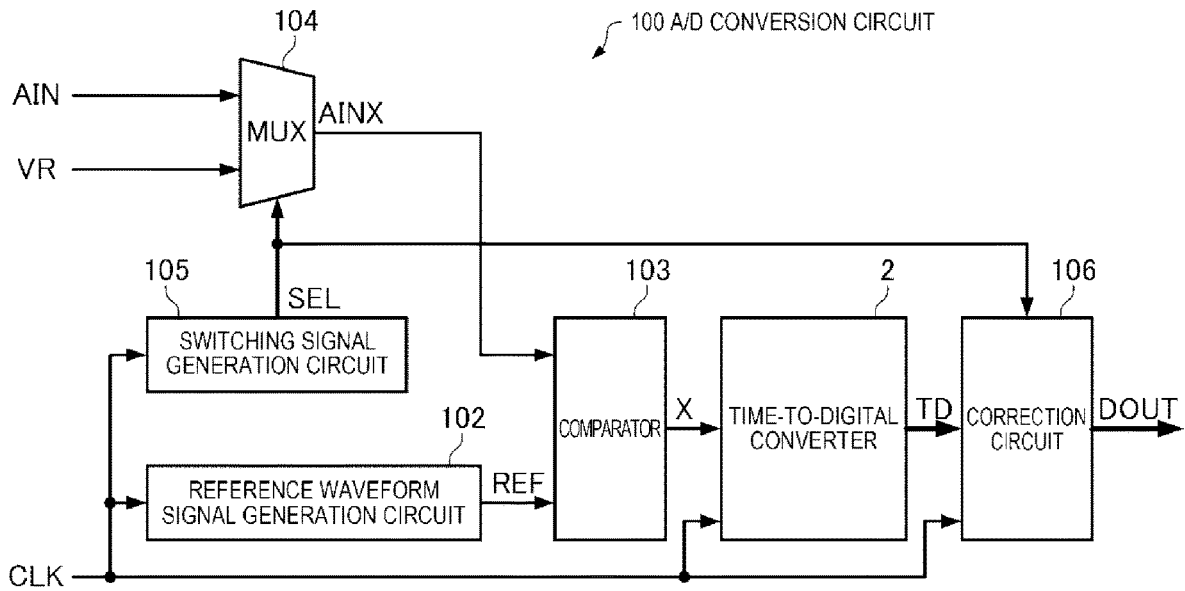 104
100 A/D CONVERSION CIRCUIT
AIN
MUX
AINX
VR
105
SEL
103
2
106
SWITCHING SIGNAL
GENERATION CIRCUIT
102
COMPARATOR
X
TIME-TO-DIGITAL
CONVERTER
TD
CORRECTION
CIRCUIT
DOUT
REFERENCE WAVEFORM
SIGNAL GENERATION CIRCUIT
REF
CLK